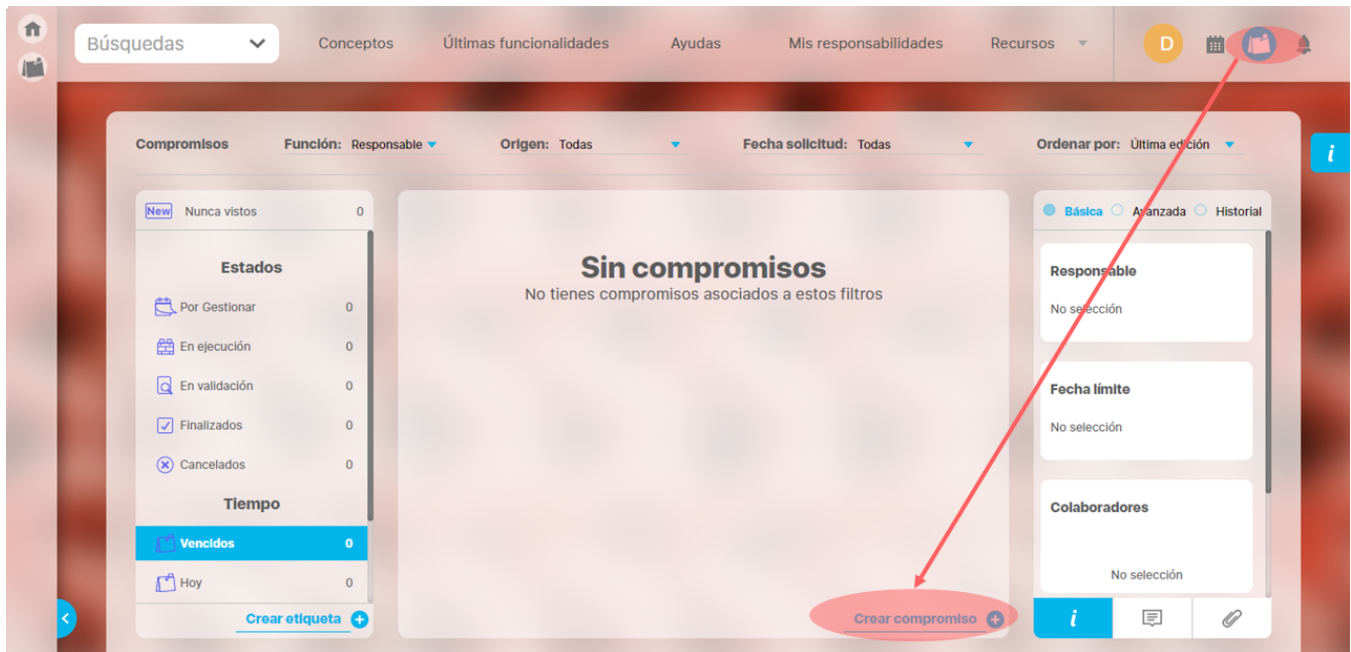 Búsquedas Conceptos Últimas funcionalidades Ayudas Mis responsabilidades Recursos D
Compromisos Función: Responsable Origen: Todas Fecha solicitud: Todas Ordenar por: Última edición
i
New Nunca vistos 0
Estados
Por Gestionar 0
En ejecución 0
En validación 0
Finalizados 0
Cancelados 0
Tiempo
Vencidos 0
Hoy 0
Crear etiqueta
Sin compromisos
No tienes compromisos asociados a estos filtros
Crear compromiso
Básica Avanzada Historial
Responsable
No selección
Fecha límite
No selección
Colaboradores
No selección
i